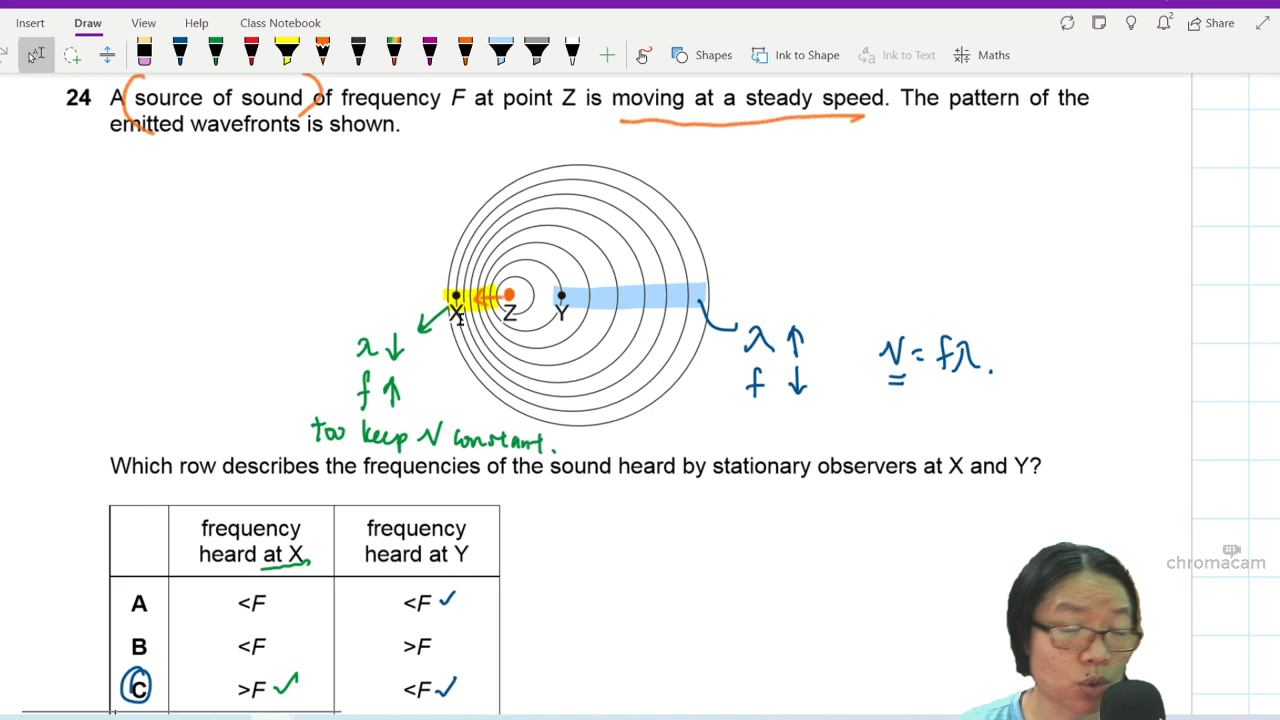 Insert Draw View Help Class Notebook
2 Share
Shapes Ink to Shape Ink to Text Maths
24 A source of sound of frequency F at point Z is moving at a steady speed. The pattern of the
emitted wavefronts is shown.
X Z Y
λ ↓
f ↑
too keep v constant.
λ ↑
f ↓
v = fλ.
Which row describes the frequencies of the sound heard by stationary observers at X and Y?
frequency heard at X frequency heard at Y
A <F <F ✓
B <F >F
C >F ✓ <F ✓
chromacam